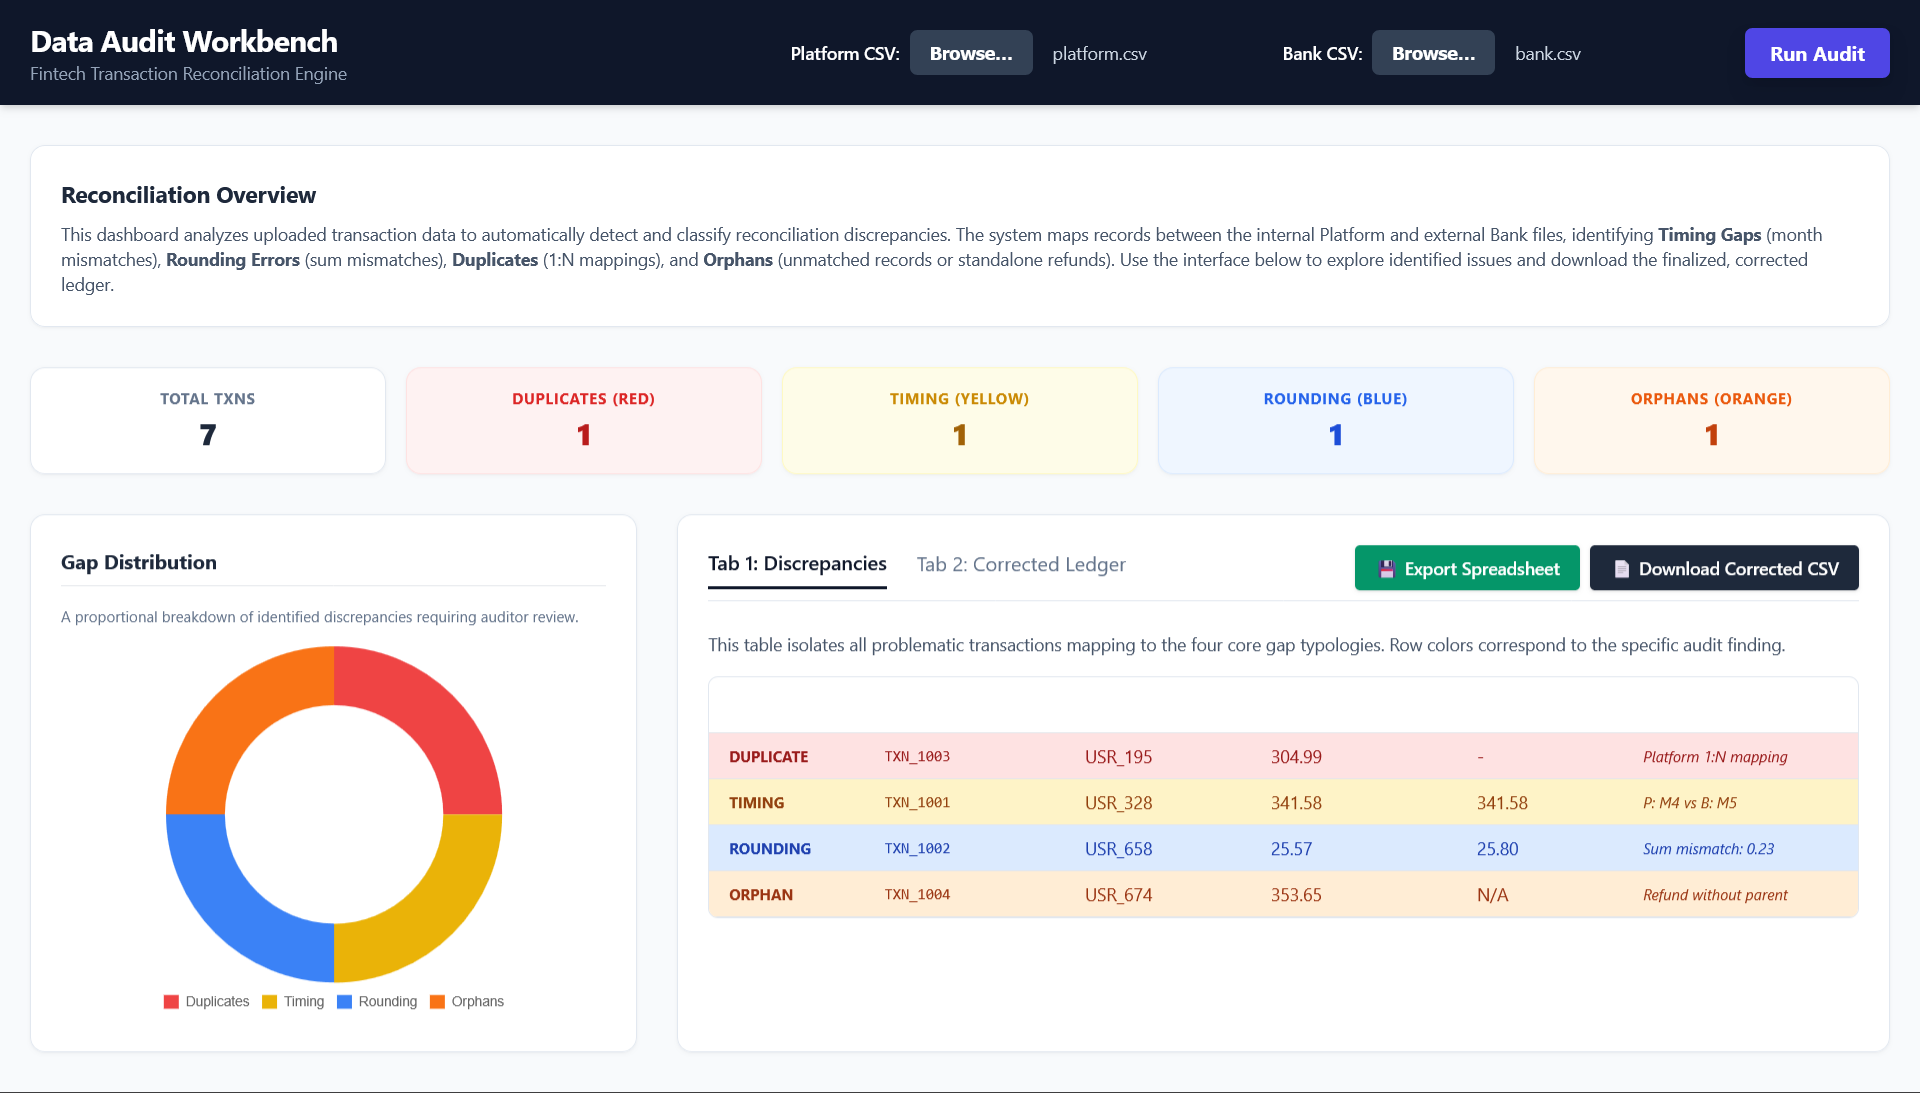 Data Audit Workbench
Fintech Transaction Reconciliation Engine
Platform CSV: Browse... platform.csv
Bank CSV: Browse... bank.csv
Run Audit
Reconciliation Overview
This dashboard analyzes uploaded transaction data to automatically detect and classify reconciliation discrepancies. The system maps records between the internal Platform and external Bank files, identifying Timing Gaps (month
mismatches), Rounding Errors (sum mismatches), Duplicates (1:N mappings), and Orphans (unmatched records or standalone refunds). Use the interface below to explore identified issues and download the finalized, corrected
ledger.
TOTAL TXNS
7
DUPLICATES (RED)
1
TIMING (YELLOW)
1
ROUNDING (BLUE)
1
ORPHANS (ORANGE)
1
Gap Distribution
A proportional breakdown of identified discrepancies requiring auditor review.
Duplicates Timing Rounding Orphans
Tab 1: Discrepancies Tab 2: Corrected Ledger
Export Spreadsheet
Download Corrected CSV
This table isolates all problematic transactions mapping to the four core gap typologies. Row colors correspond to the specific audit finding.
DUPLICATE TXN_1003 USR_195 304.99 - Platform 1:N mapping
TIMING TXN_1001 USR_328 341.58 341.58 P: M4 vs B: M5
ROUNDING TXN_1002 USR_658 25.57 25.80 Sum mismatch: 0.23
ORPHAN TXN_1004 USR_674 353.65 N/A Refund without parent